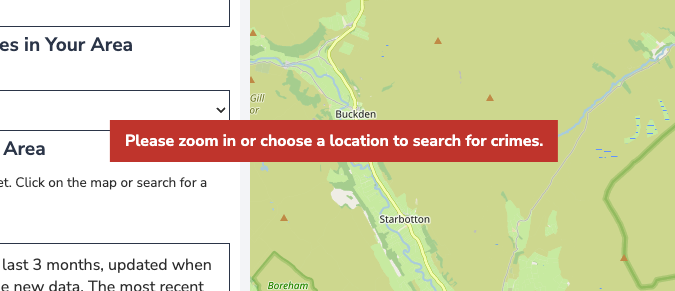 es in Your Area
Gill
or
Buckden
Please zoom in or choose a location to search for crimes.
Area
et. Click on the map or search for a
Starbotton
last 3 months, updated when
e new data. The most recent
Boreham